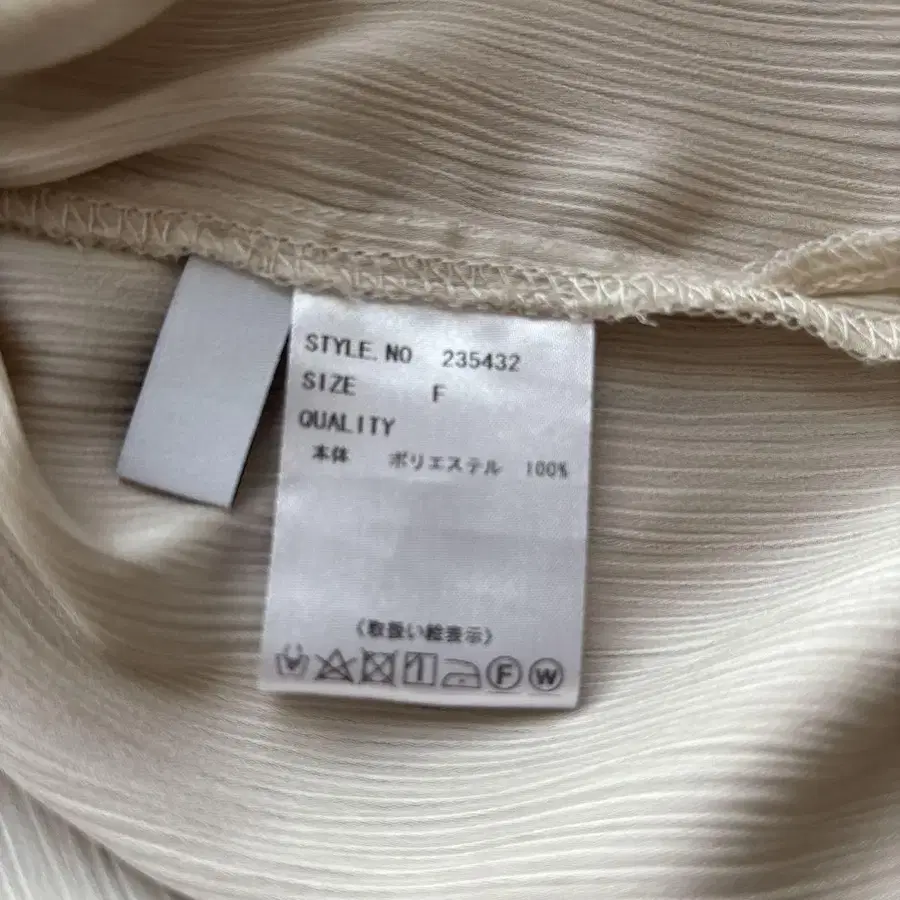 STYLE.NO 235432
SIZE F
QUALITY
本体 ポリエステル 100%
(取扱い絵表示)
F W